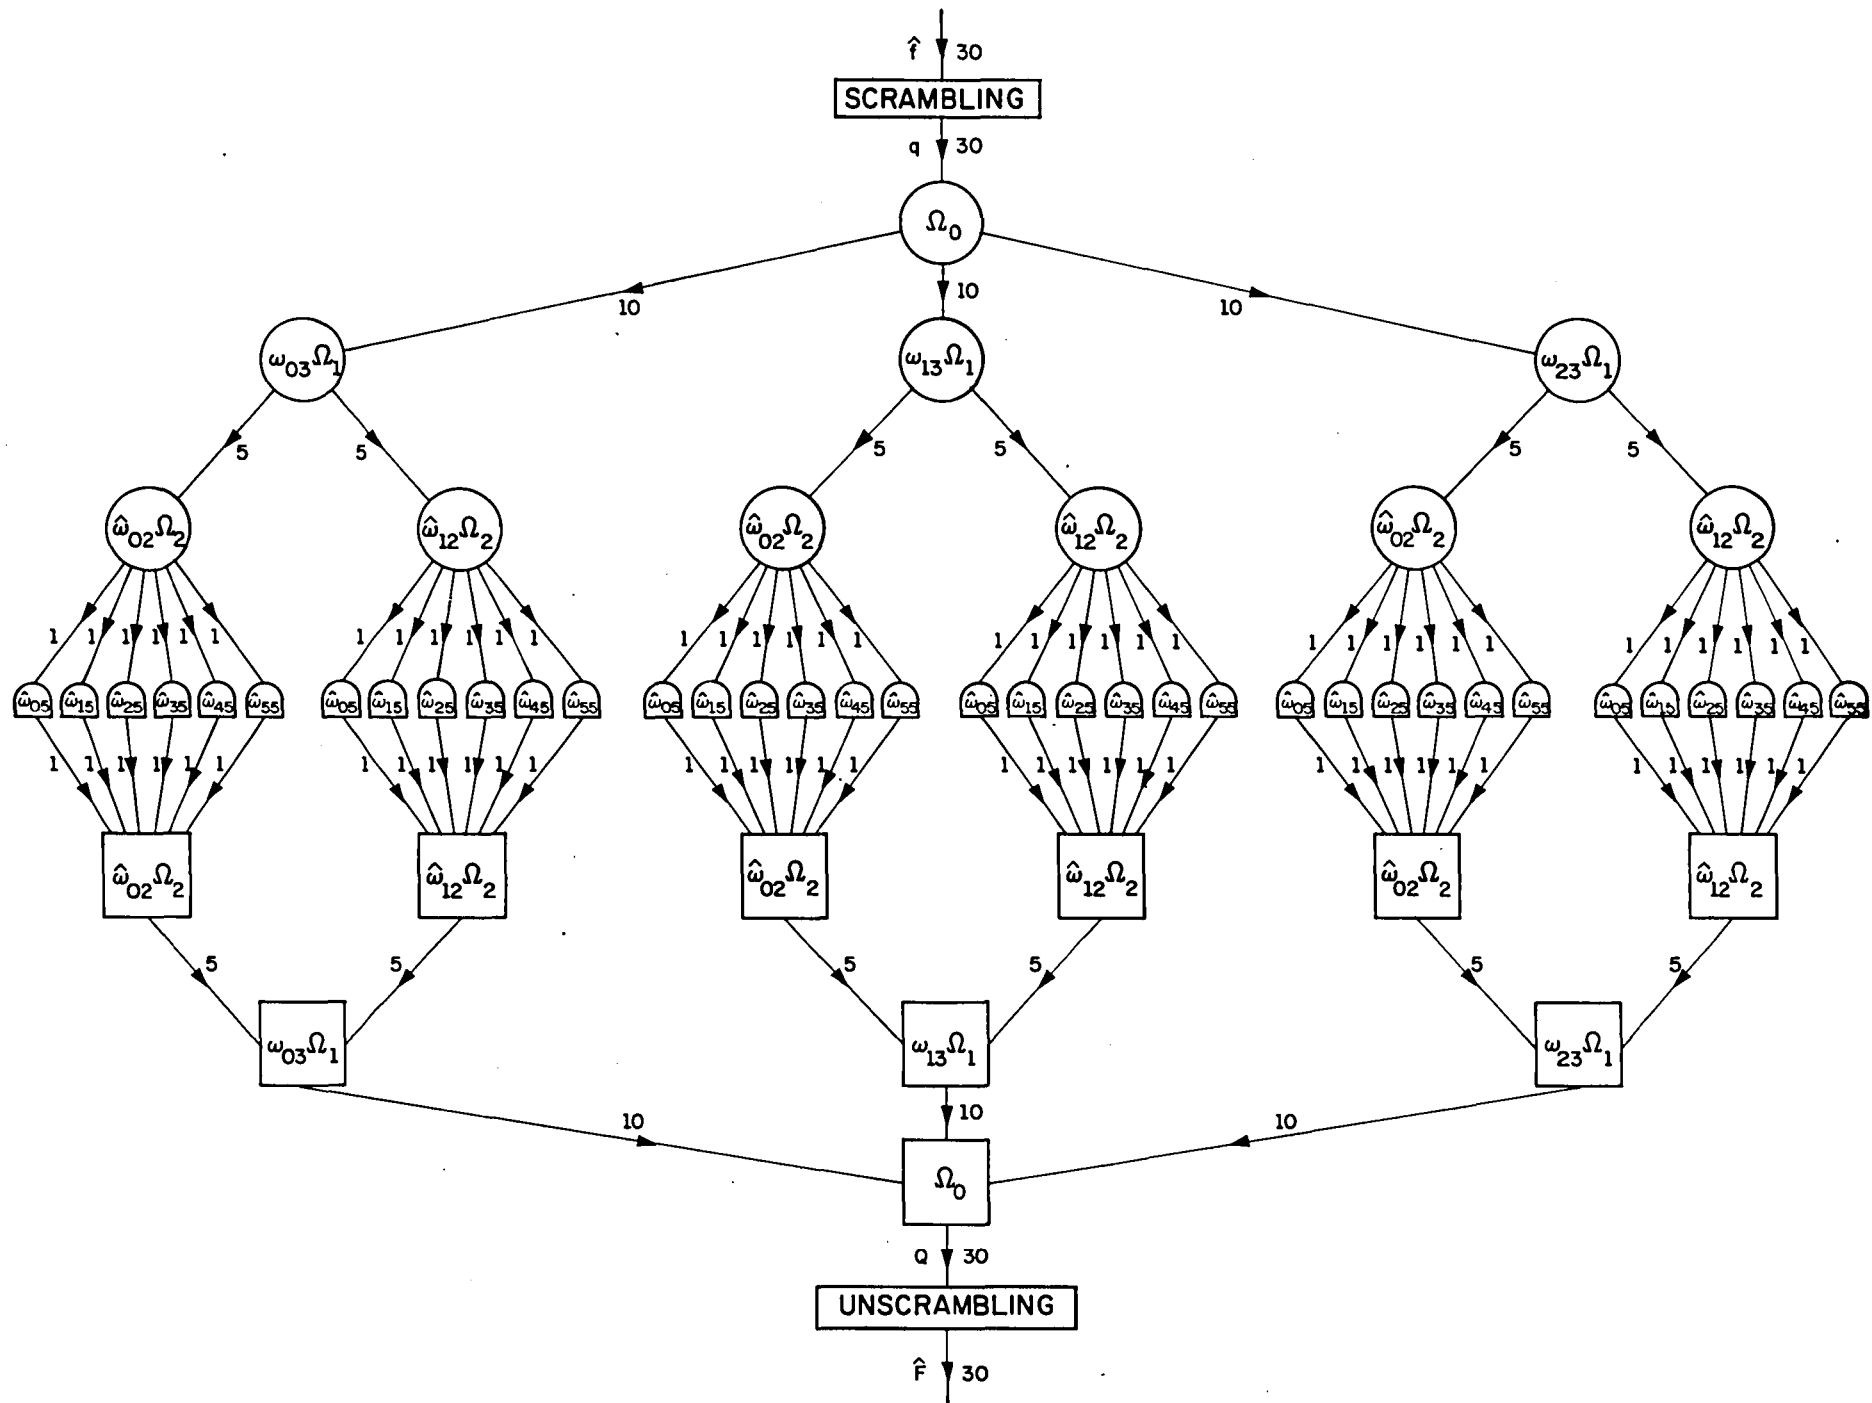 f̂ 30
SCRAMBLING
q 30
Ω₀
10 10 10
ω₀₃Ω₁ ω₁₃Ω₁ ω₂₃Ω₁
5 5 5 5 5 5
ω̂₀₂Ω₂ ω̂₁₂Ω₂ ω̂₀₂Ω₂ ω̂₁₂Ω₂ ω̂₀₂Ω₂ ω̂₁₂Ω₂
1 1 1 1 1 1 1 1 1 1 1 1 1 1 1 1 1 1 1 1 1 1 1 1 1 1 1 1 1 1 1 1 1 1 1 1
ω̂₀₅ ω̂₁₅ ω̂₂₅ ω̂₃₅ ω̂₄₅ ω̂₅₅ ω̂₀₅ ω̂₁₅ ω̂₂₅ ω̂₃₅ ω̂₄₅ ω̂₅₅ ω̂₀₅ ω̂₁₅ ω̂₂₅ ω̂₃₅ ω̂₄₅ ω̂₅₅ ω̂₀₅ ω̂₁₅ ω̂₂₅ ω̂₃₅ ω̂₄₅ ω̂₅₅ ω̂₀₅ ω̂₁₅ ω̂₂₅ ω̂₃₅ ω̂₄₅ ω̂₅₅ ω̂₀₅ ω̂₁₅ ω̂₂₅ ω̂₃₅ ω̂₄₅ ω̂₅₅
1 1 1 1 1 1 1 1 1 1 1 1 1 1 1 1 1 1 1 1 1 1 1 1 1 1 1 1 1 1 1 1 1 1 1 1
ω̂₀₂Ω₂ ω̂₁₂Ω₂ ω̂₀₂Ω₂ ω̂₁₂Ω₂ ω̂₀₂Ω₂ ω̂₁₂Ω₂
5 5 5 5 5 5
ω₀₃Ω₁ ω₁₃Ω₁ ω₂₃Ω₁
10 10 10
Ω₀
Q 30
UNSCRAMBLING
F̂ 30